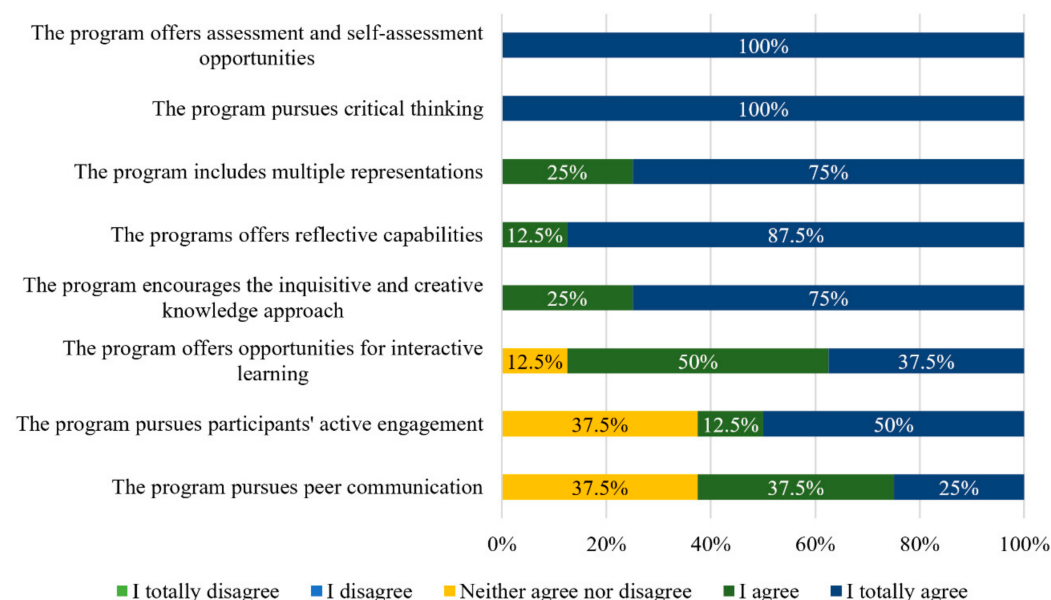 The program offers assessment and self-assessment
opportunities
100%
The program pursues critical thinking
100%
The program includes multiple representations
25% 75%
The programs offers reflective capabilities
12.5% 87.5%
The program encourages the inquisitive and creative
knowledge approach
25% 75%
The program offers opportunities for interactive
learning
12.5% 50% 37.5%
The program pursues participants' active engagement
37.5% 12.5% 50%
The program pursues peer communication
37.5% 37.5% 25%
0% 20% 40% 60% 80% 100%
I totally disagree I disagree Neither agree nor disagree I agree I totally agree